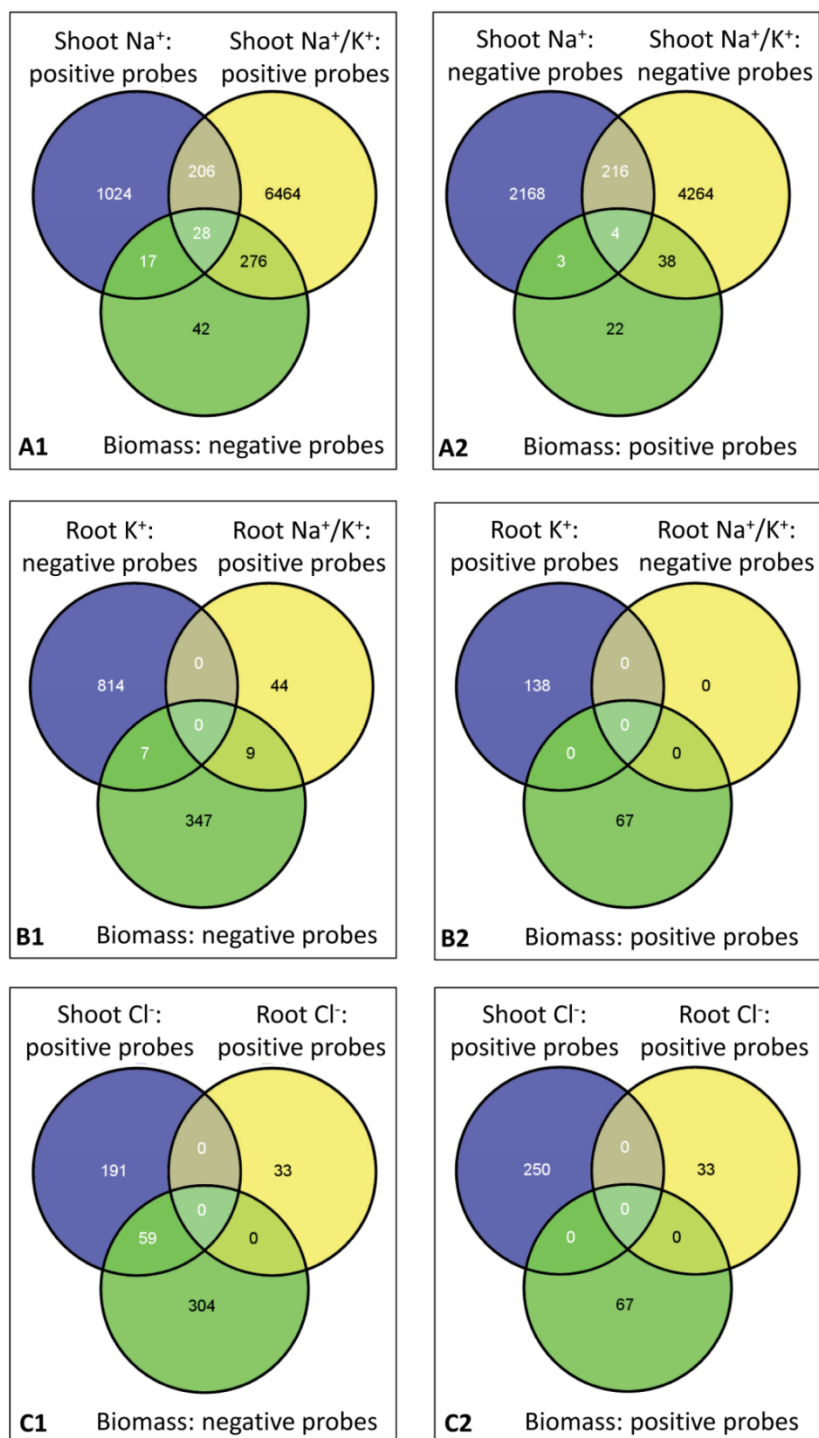 Shoot Na⁺: Shoot Na⁺/K⁺:
positive probes positive probes
206
1024 6464
28
17 276
42
A1 Biomass: negative probes
Shoot Na⁺: Shoot Na⁺/K⁺:
negative probes negative probes
216
2168 4264
4
3 38
22
A2 Biomass: positive probes
Root K⁺: Root Na⁺/K⁺:
negative probes positive probes
0
814 44
0
7 9
347
B1 Biomass: negative probes
Root K⁺: Root Na⁺/K⁺:
positive probes negative probes
0
138 0
0
0 0
67
B2 Biomass: positive probes
Shoot Cl⁻: Root Cl⁻:
positive probes positive probes
0
191 33
0
59 0
304
C1 Biomass: negative probes
Shoot Cl⁻: Root Cl⁻:
positive probes positive probes
0
250 33
0
0 0
67
C2 Biomass: positive probes